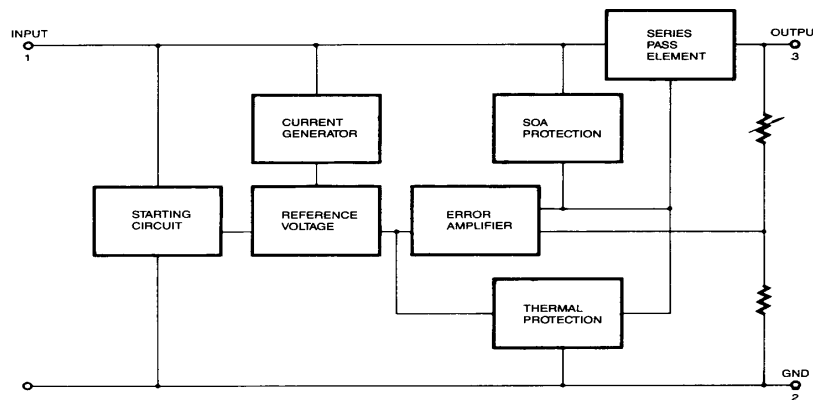 INPUT
1
SERIES
PASS
ELEMENT
OUTPU
3
CURRENT
GENERATOR
SOA
PROTECTION
STARTING
CIRCUIT
REFERENCE
VOLTAGE
ERROR
AMPLIFIER
THERMAL
PROTECTION
GND
2